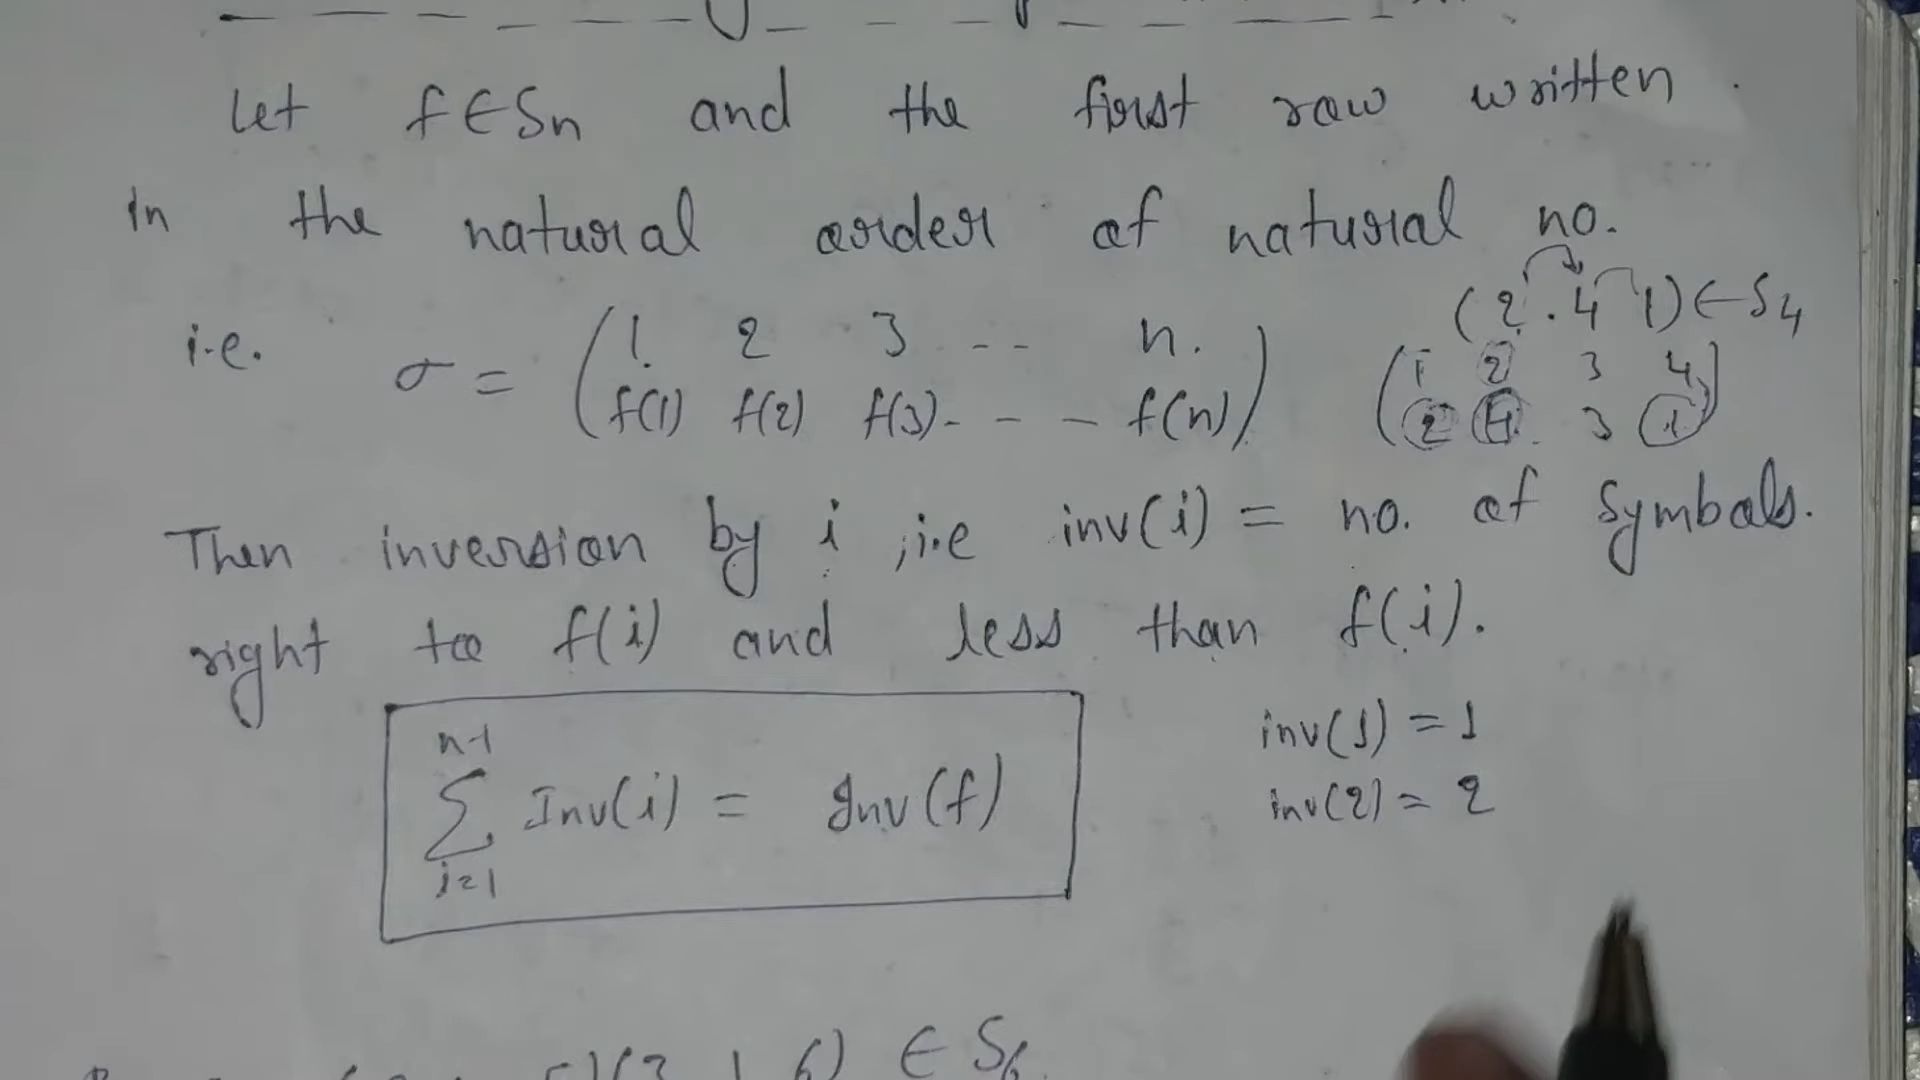 Let f∈Sn and the first raw written
in the natural order of natural no.
(2 4 1)∈S4
i.e. σ = (1 2 3 -- n.
f(1) f(2) f(3)- - - f(n))
(1 2 3 4
2 4 3 1)
Then inversion by i ,i.e inv(i) = no. of symbols.
right to f(i) and less than f(i).
n-1
∑ Inv(i) = Inv(f)
i=1
inv(1) = 1
inv(2) = 2
6) ∈ S6